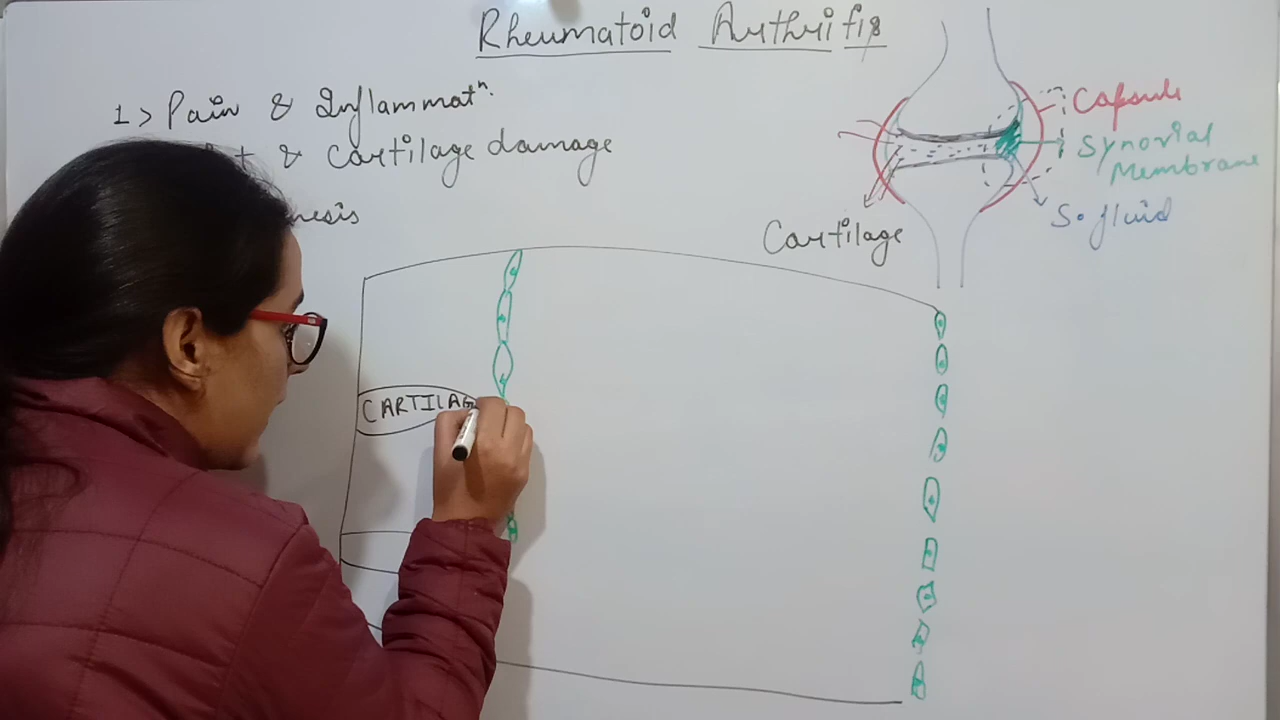 Rheumatoid Arthritis
1> Pain & Inflammatⁿ.
& Cartilage damage
Capsule
Synovial
Membrane
S. fluid
Cartilage
CARTILAG